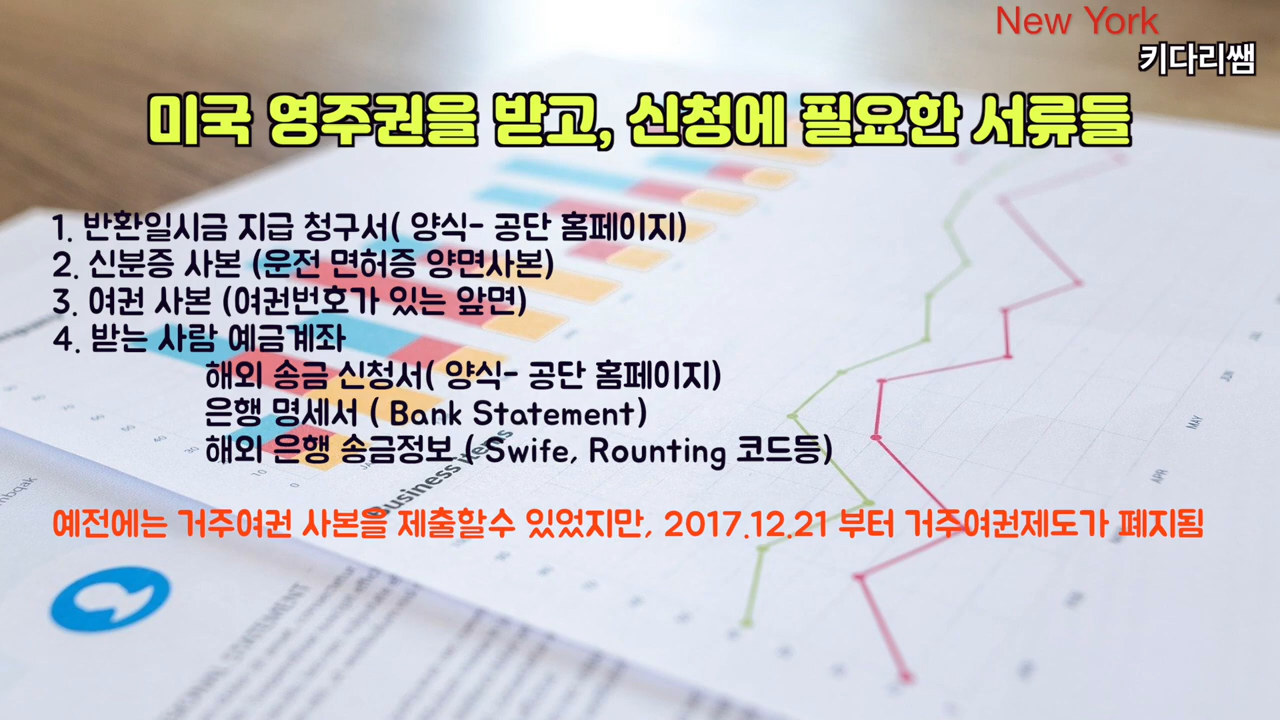 New York
키다리쌤
미국 영주권을 받고, 신청에 필요한 서류들
1. 반환일시금 지급 청구서( 양식- 공단 홈페이지)
2. 신분증 사본 (운전 면허증 양면사본)
3. 여권 사본 (여권번호가 있는 앞면)
4. 받는 사람 예금계좌
해외 송금 신청서( 양식- 공단 홈페이지)
은행 명세서 ( Bank Statement)
해외 은행 송금정보 ( Swife, Rounting 코드등)
예전에는 거주여권 사본을 제출할수 있었지만, 2017.12.21 부터 거주여권제도가 폐지됨